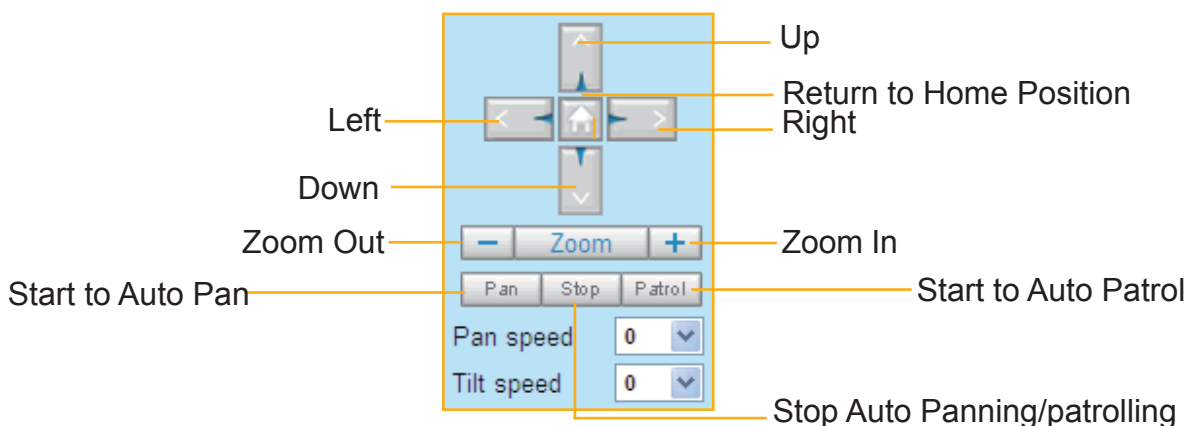 Up
Return to Home Position
Left
Right
Down
Zoom Out
− Zoom +
Zoom In
Start to Auto Pan
Pan Stop Patrol
Start to Auto Patrol
Pan speed 0
Tilt speed 0
Stop Auto Panning/patrolling